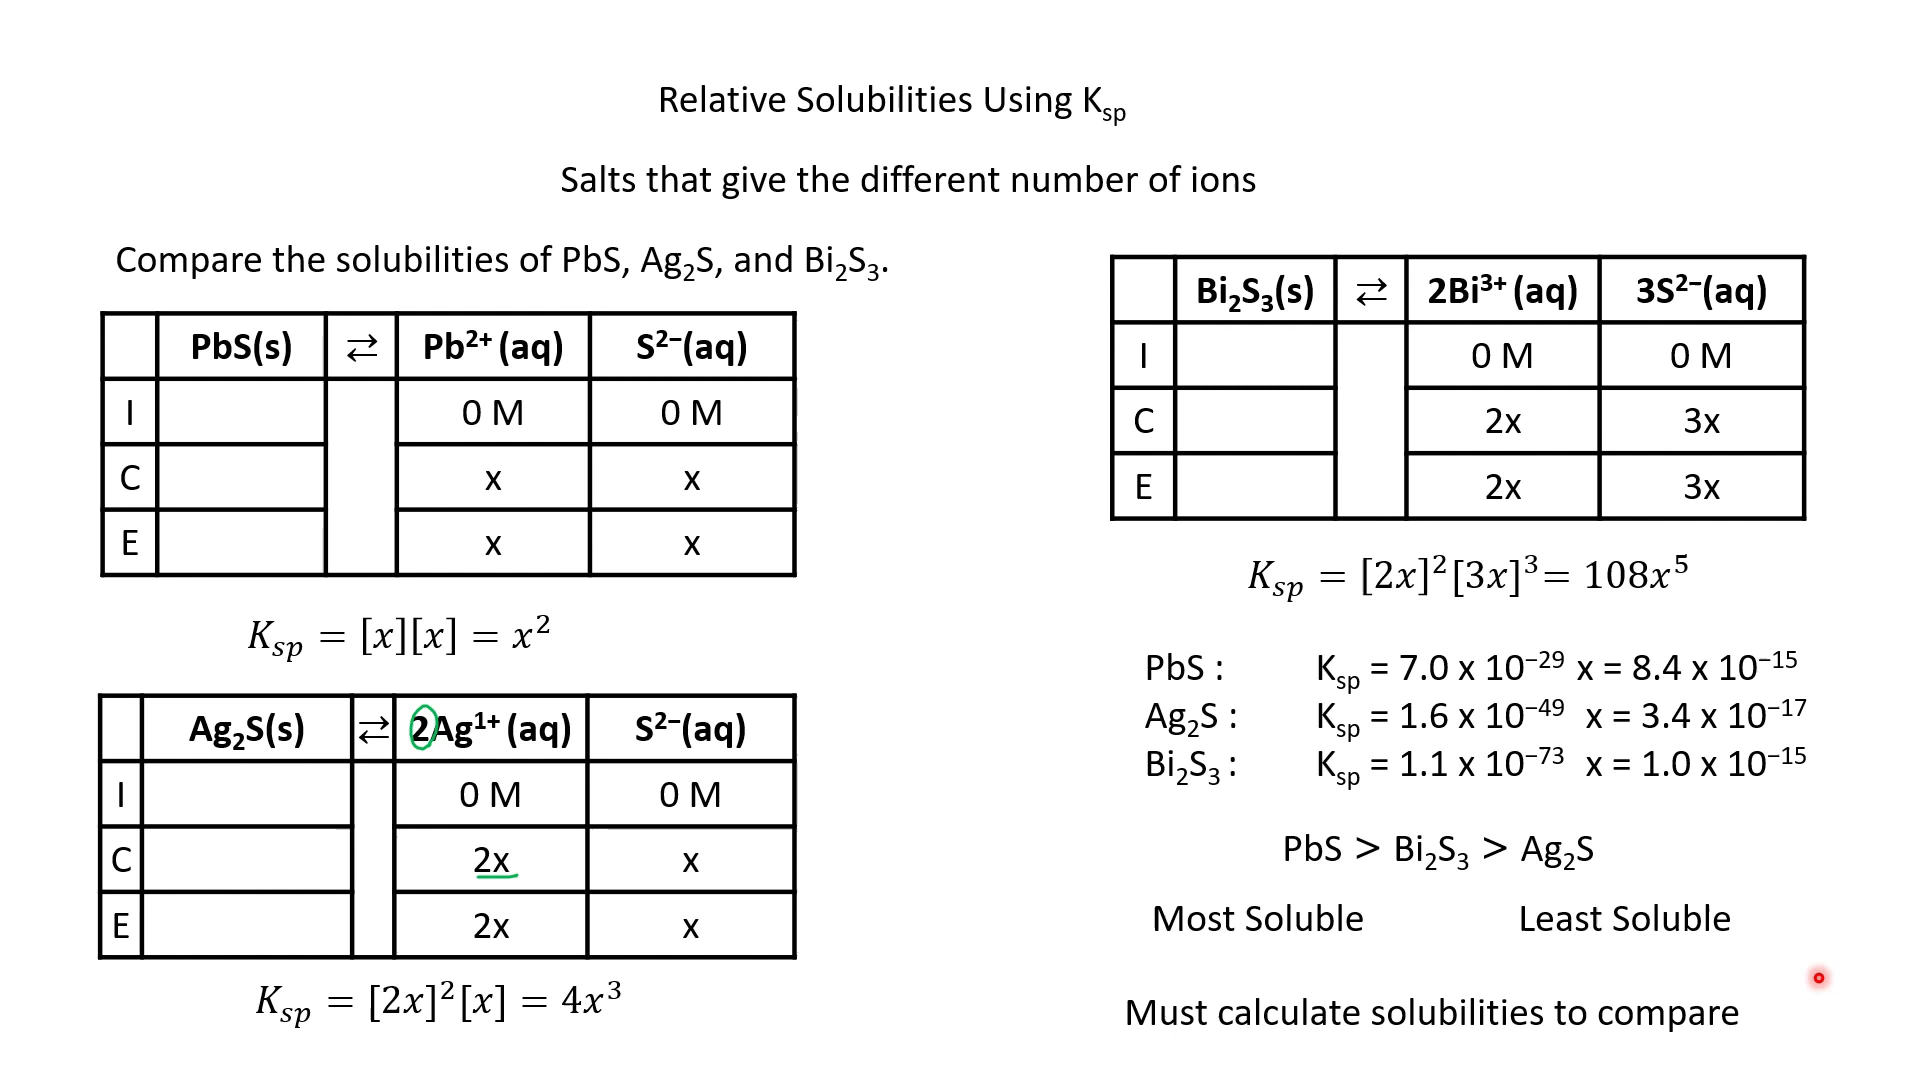 Relative Solubilities Using Ksp
Salts that give the different number of ions
Compare the solubilities of PbS, Ag₂S, and Bi₂S₃.
PbS(s) ⇄ Pb²⁺ (aq) S²⁻(aq)
I 0 M 0 M
C x x
E x x
Ksp = [x][x] = x²
Ag₂S(s) ⇄ 2Ag¹⁺ (aq) S²⁻(aq)
I 0 M 0 M
C 2x x
E 2x x
Ksp = [2x]²[x] = 4x³
Bi₂S₃(s) ⇄ 2Bi³⁺ (aq) 3S²⁻(aq)
I 0 M 0 M
C 2x 3x
E 2x 3x
Ksp = [2x]²[3x]³= 108x⁵
PbS : Ksp = 7.0 x 10⁻²⁹ x = 8.4 x 10⁻¹⁵
Ag₂S : Ksp = 1.6 x 10⁻⁴⁹ x = 3.4 x 10⁻¹⁷
Bi₂S₃ : Ksp = 1.1 x 10⁻⁷³ x = 1.0 x 10⁻¹⁵
PbS > Bi₂S₃ > Ag₂S
Most Soluble Least Soluble
Must calculate solubilities to compare